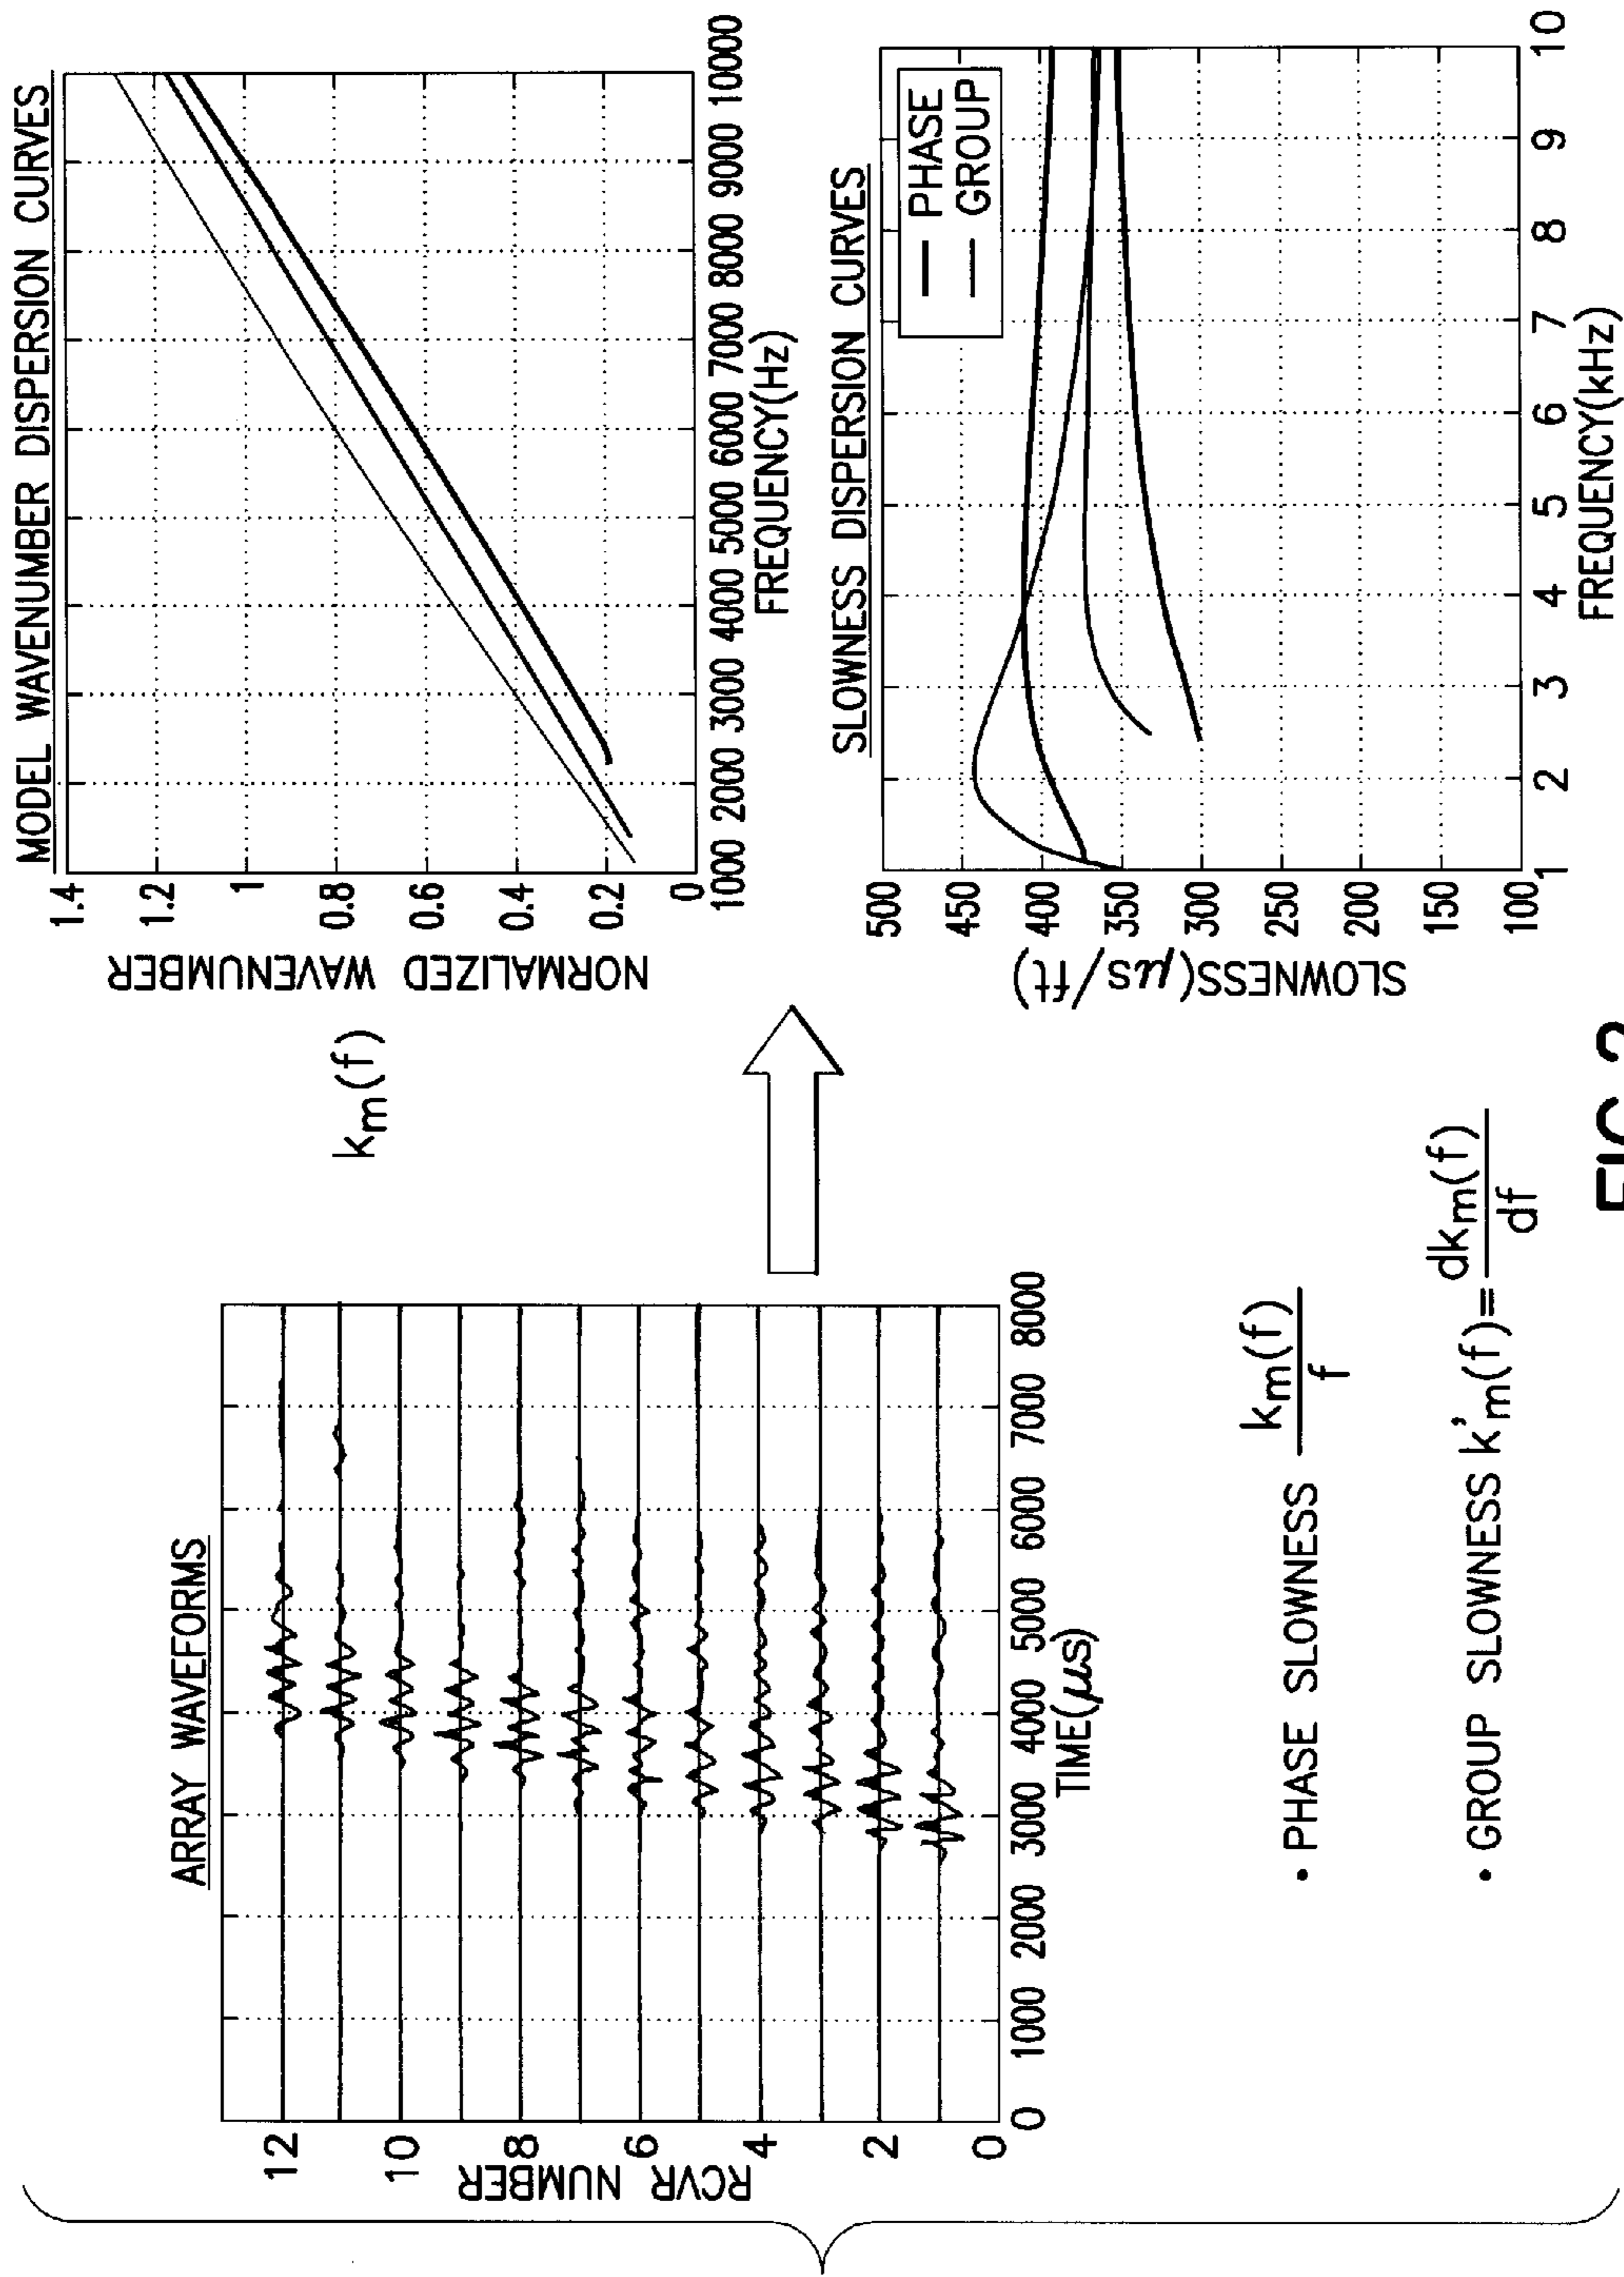 ARRAY WAVEFORMS
RCVR NUMBER
12
10
8
6
4
2
0
0 1000 2000 3000 4000 5000 6000 7000 8000
TIME(μs)
• PHASE SLOWNESS km(f)
f
• GROUP SLOWNESS k'm(f)= dkm(f)
df
km(f)
MODEL WAVENUMBER DISPERSION CURVES
NORMALIZED WAVENUMBER
1.4
1.2
1
0.8
0.6
0.4
0.2
0
1000 2000 3000 4000 5000 6000 7000 8000 9000 10000
FREQUENCY(Hz)
SLOWNESS DISPERSION CURVES
PHASE
GROUP
SLOWNESS(μs/ft)
500
450
400
350
300
250
200
150
100
1 2 3 4 5 6 7 8 9 10
FREQUENCY(kHz)